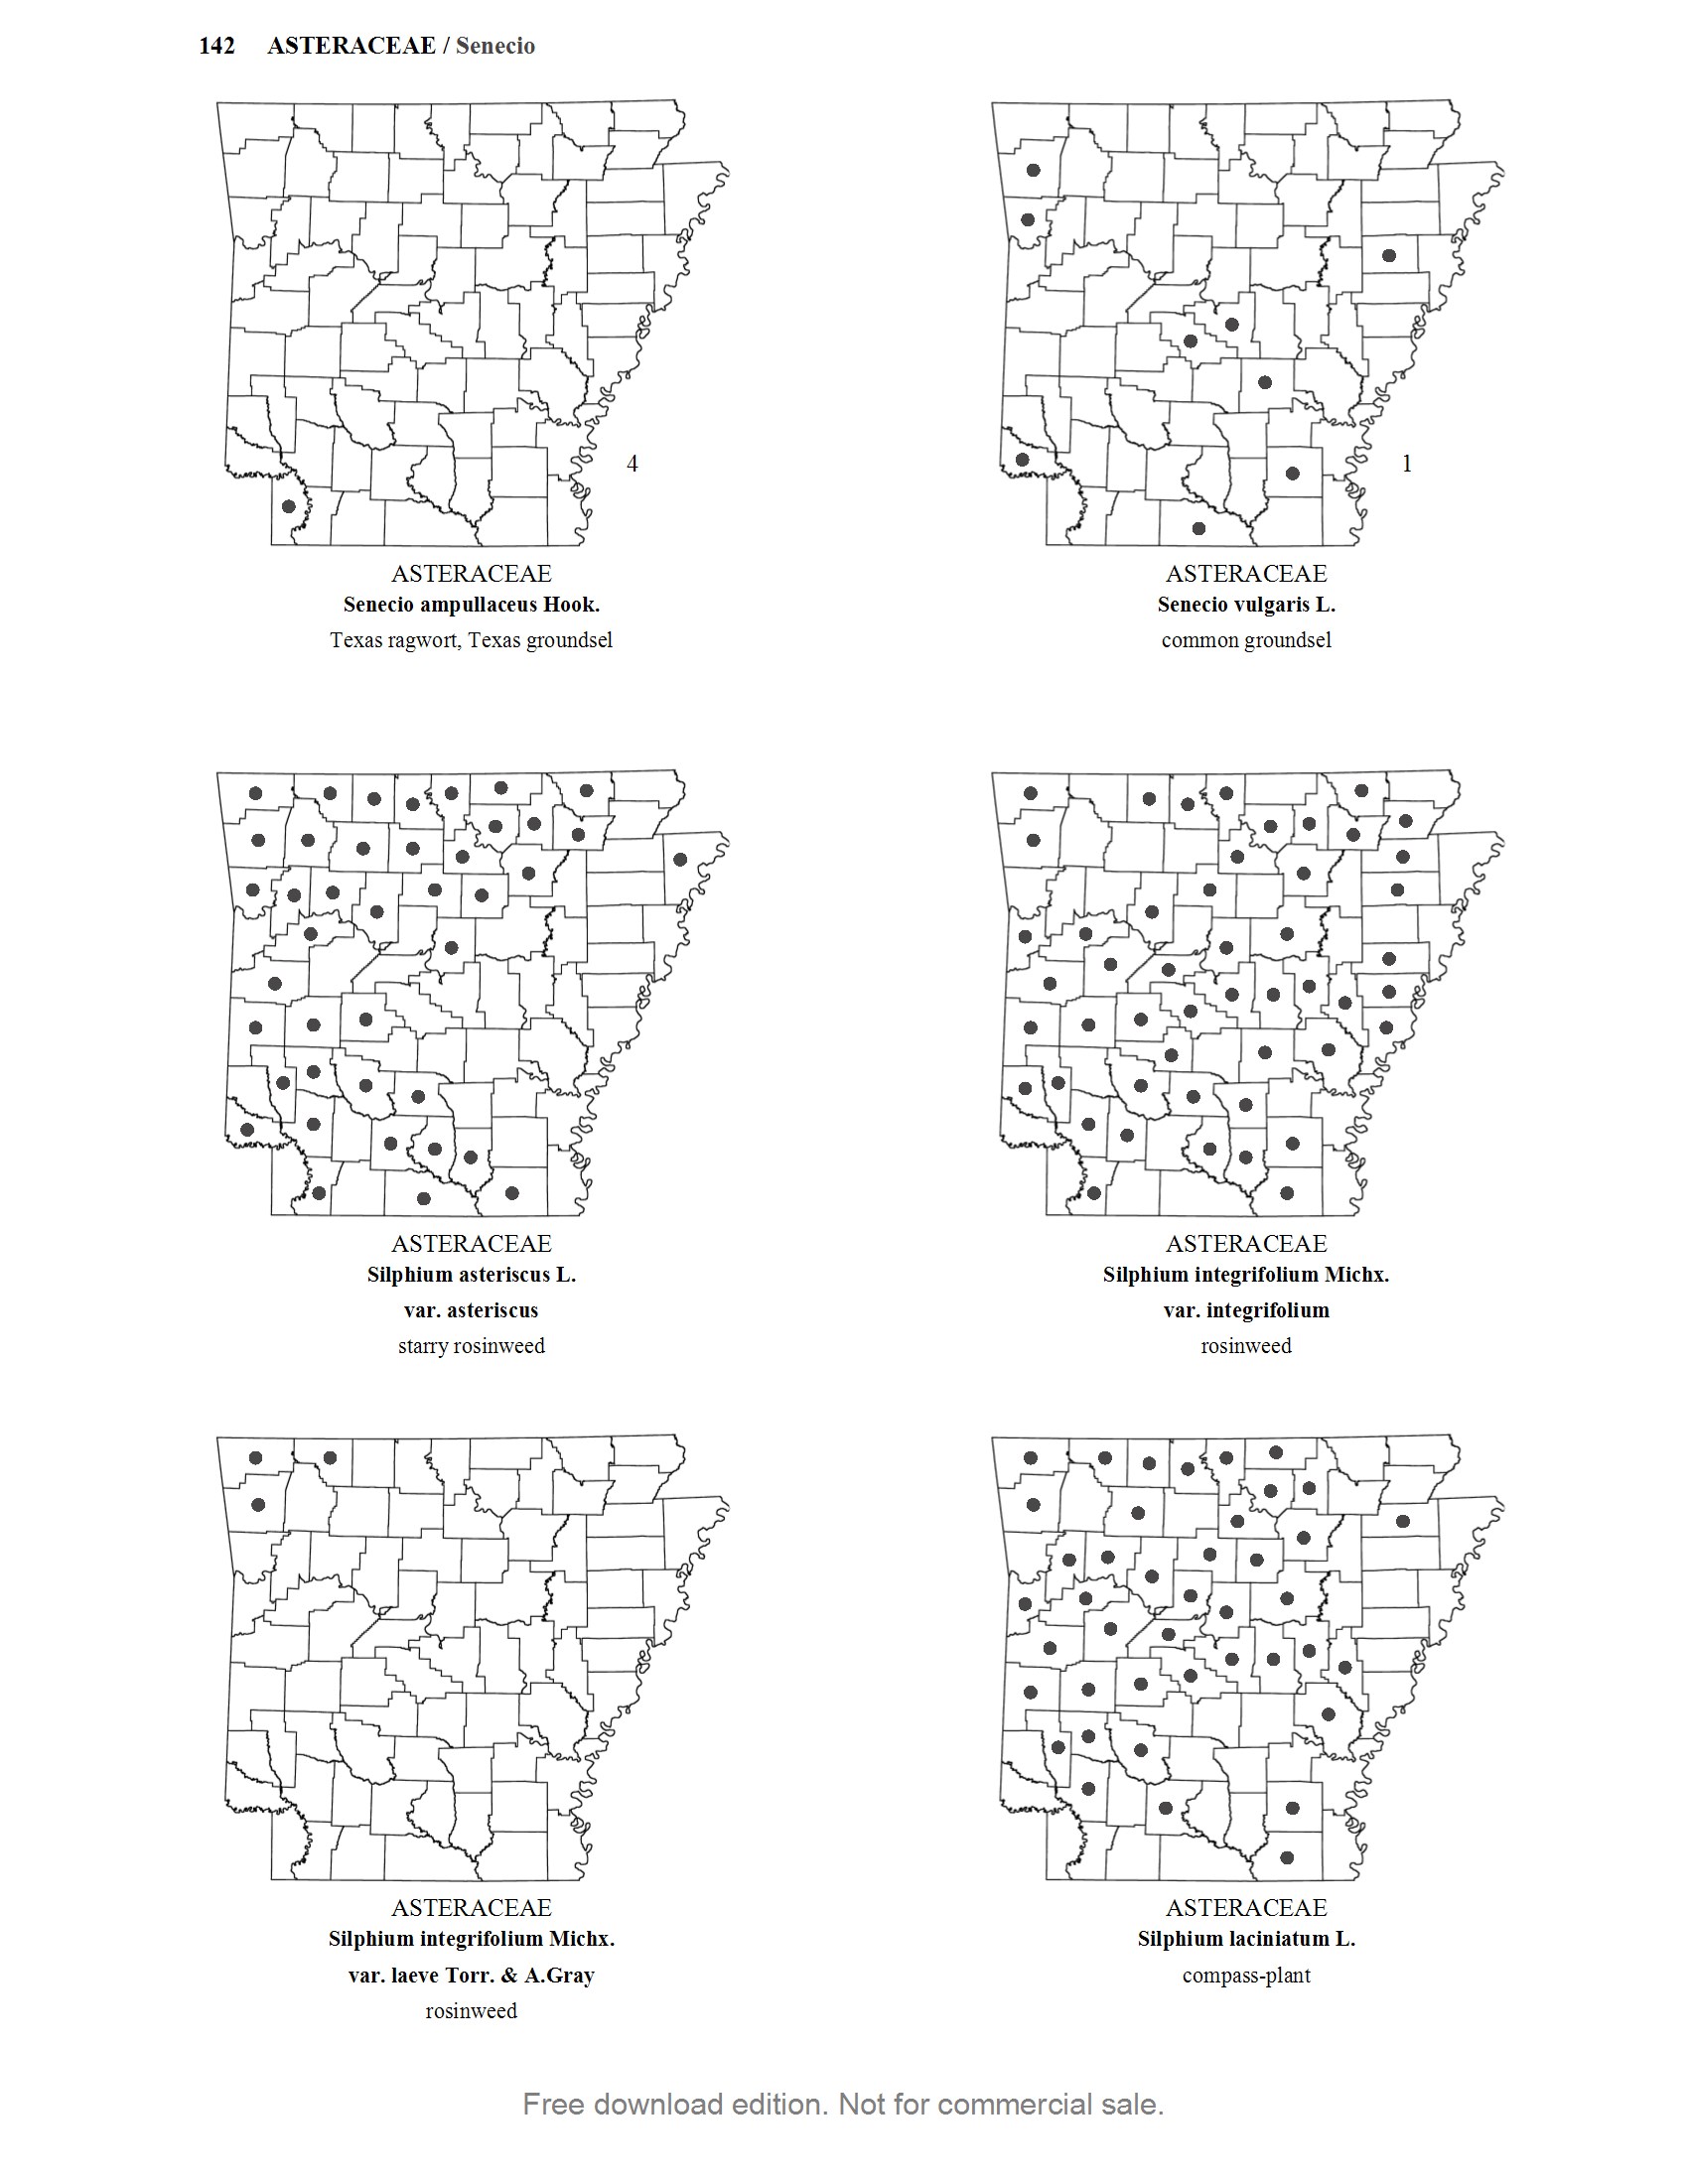 142 ASTERACEAE / Senecio
4
ASTERACEAE
Senecio ampullaceus Hook.
Texas ragwort, Texas groundsel
1
ASTERACEAE
Senecio vulgaris L.
common groundsel
ASTERACEAE
Silphium asteriscus L.
var. asteriscus
starry rosinweed
ASTERACEAE
Silphium integrifolium Michx.
var. integrifolium
rosinweed
ASTERACEAE
Silphium integrifolium Michx.
var. laeve Torr. & A.Gray
rosinweed
ASTERACEAE
Silphium laciniatum L.
compass-plant
Free download edition. Not for commercial sale.